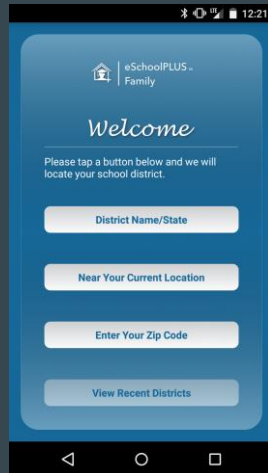 12:21
eSchoolPLUS™
Family
Welcome
Please tap a button below and we will
locate your school district.
District Name/State
Near Your Current Location
Enter Your Zip Code
View Recent Districts